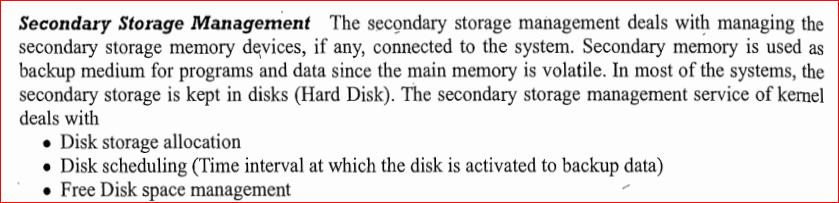 Secondary Storage Management The secondary storage management deals with managing the
secondary storage memory devices, if any, connected to the system. Secondary memory is used as
backup medium for programs and data since the main memory is volatile. In most of the systems, the
secondary storage is kept in disks (Hard Disk). The secondary storage management service of kernel
deals with
• Disk storage allocation
• Disk scheduling (Time interval at which the disk is activated to backup data)
• Free Disk space management